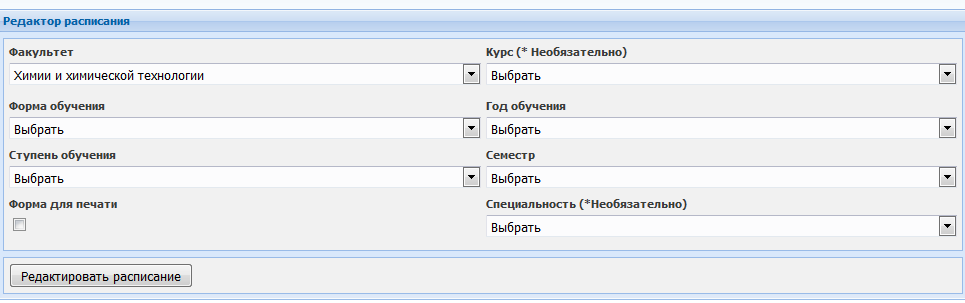 Редактор расписания
Факультет
Курс (* Необязательно)
Химии и химической технологии
Выбрать
Форма обучения
Год обучения
Выбрать
Выбрать
Ступень обучения
Семестр
Выбрать
Выбрать
Форма для печати
Специальность (*Необязательно)
Выбрать
Редактировать расписание